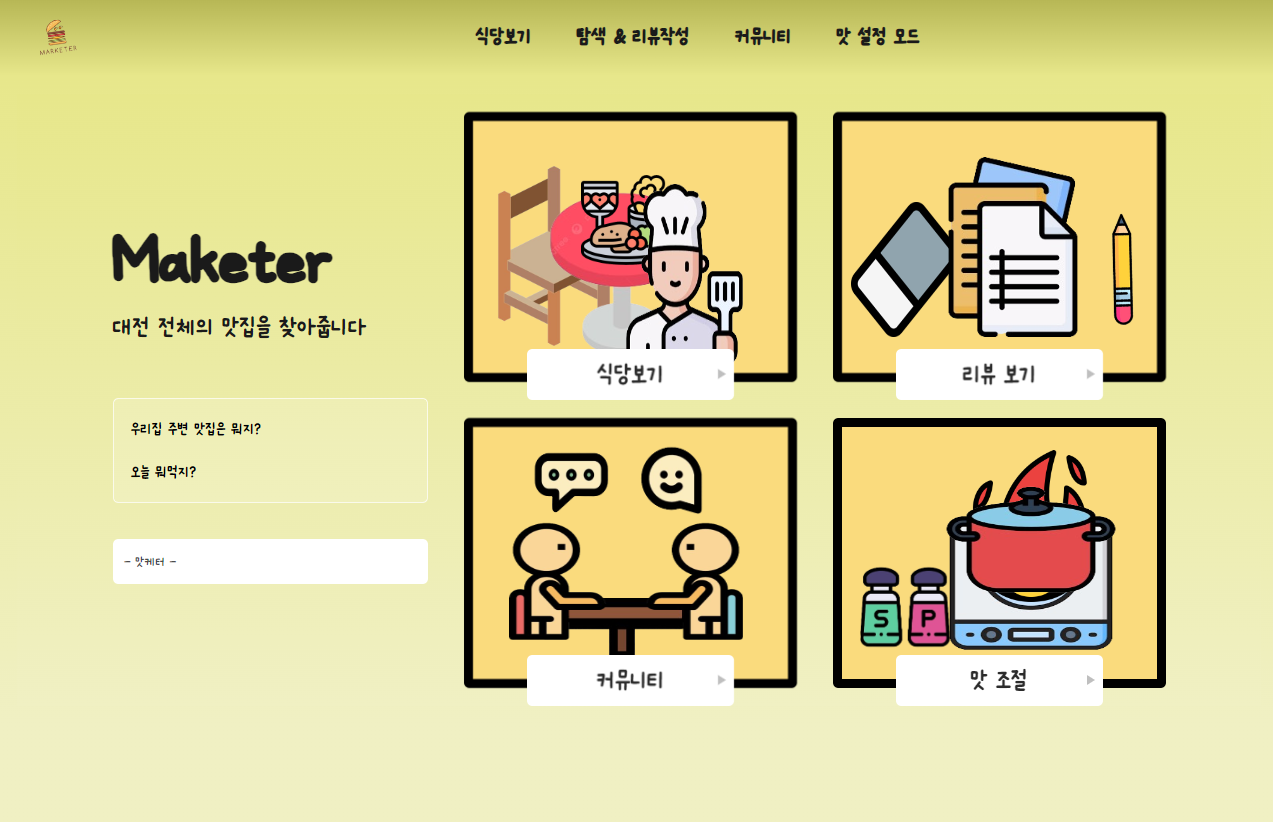 MARKETER
식당보기
탐색 & 리뷰작성
커뮤니티
맛 설정 모드
Maketer
대전 전체의 맛집을 찾아줍니다
우리집 주변 맛집은 뭐지?
오늘 뭐먹지?
- 맛케터 -
식당보기
리뷰 보기
커뮤니티
S P
맛 조절